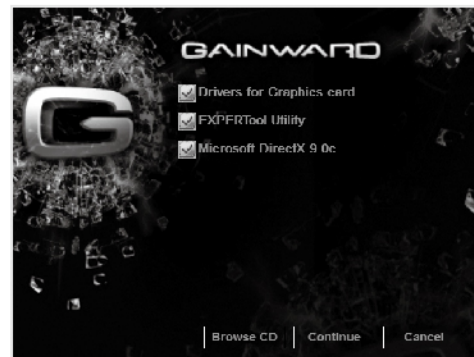 GAINWARD
Drivers for Graphics card
EXPERTool Utility
Microsoft DirectX 9.0c
Browse CD
Continue
Cancel